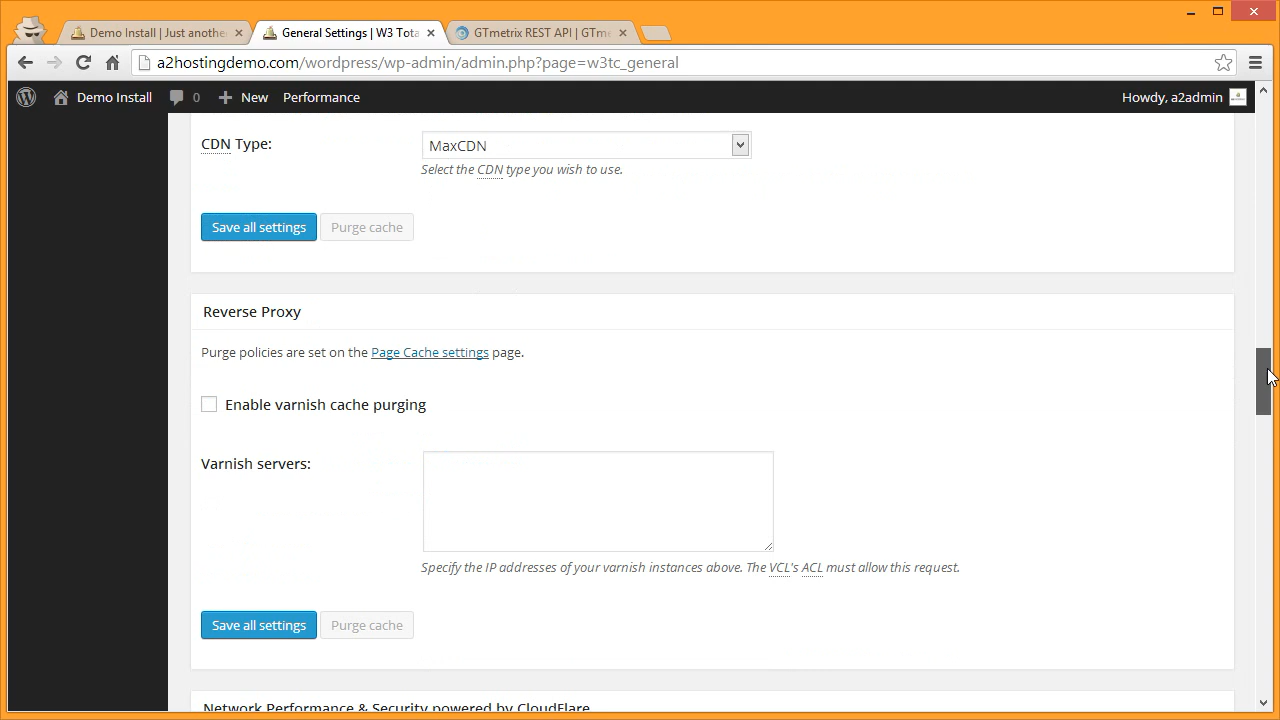 Demo Install | Just anothe
General Settings | W3 Tota
GTmetrix REST API | GTme
a2hostingdemo.com/wordpress/wp-admin/admin.php?page=w3tc_general
Demo Install 0 New Performance Howdy, a2admin
CDN Type: MaxCDN
Select the CDN type you wish to use.
Save all settings Purge cache
Reverse Proxy
Purge policies are set on the Page Cache settings page.
Enable varnish cache purging
Varnish servers:
Specify the IP addresses of your varnish instances above. The VCL's ACL must allow this request.
Save all settings Purge cache
Network Performance & Security powered by CloudFlare